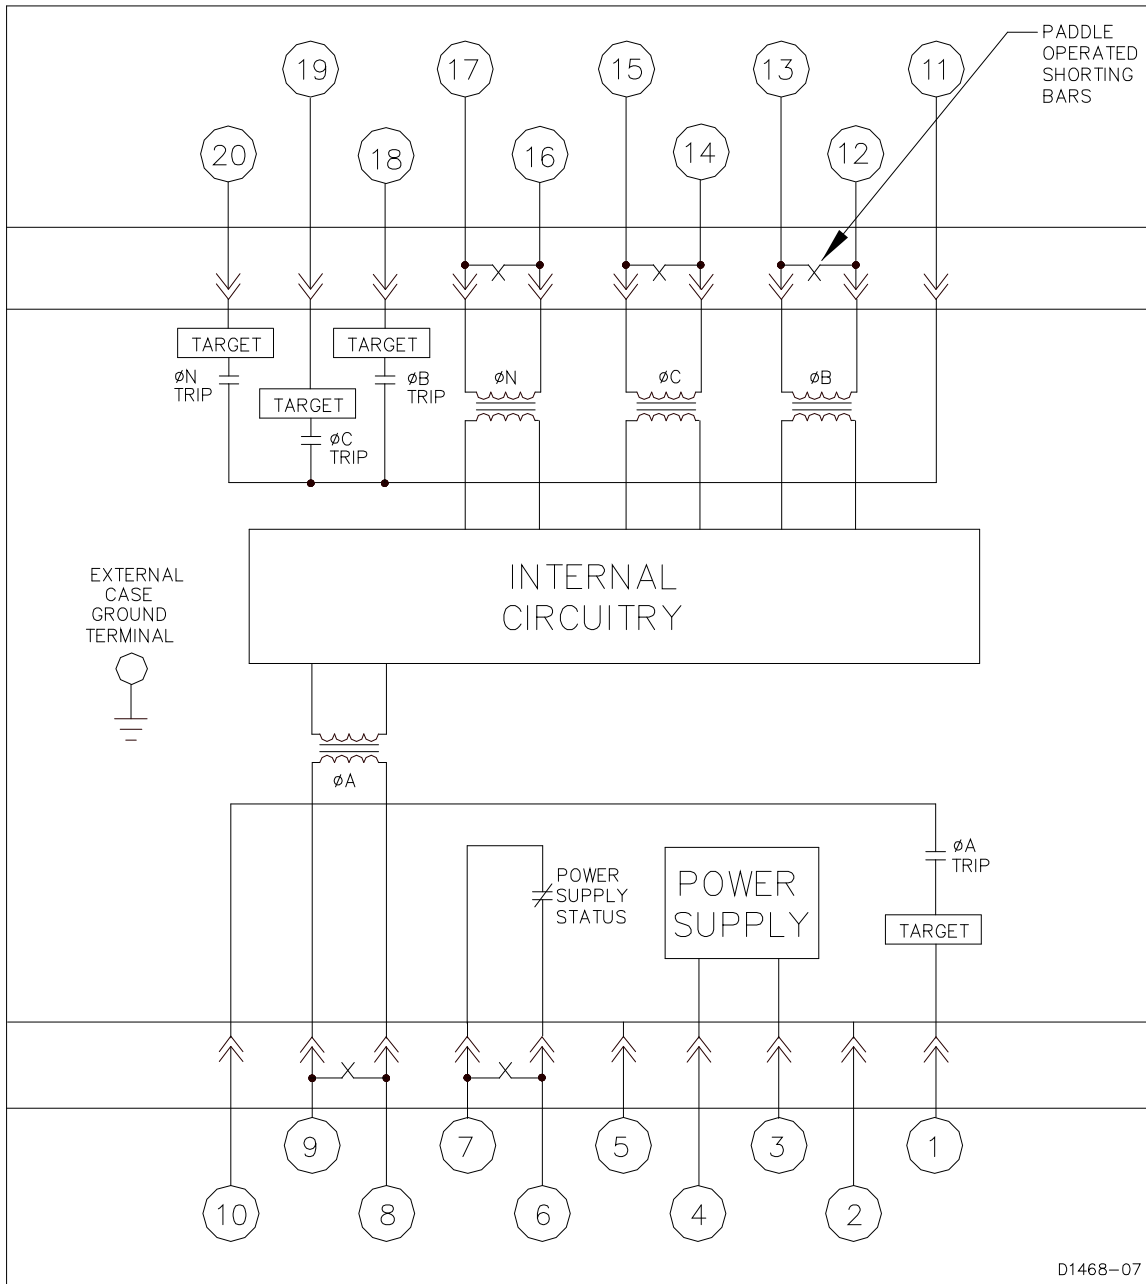 PADDLE
OPERATED
SHORTING
BARS
19
17
15
13
11
20
18
16
14
12
TARGET
TARGET
øN
TRIP
øB
TRIP
øN
øC
øB
TARGET
øC
TRIP
INTERNAL
CIRCUITRY
EXTERNAL
CASE
GROUND
TERMINAL
øA
øA
TRIP
POWER
SUPPLY
STATUS
POWER
SUPPLY
TARGET
9
7
5
3
1
10
8
6
4
2
D1468-07